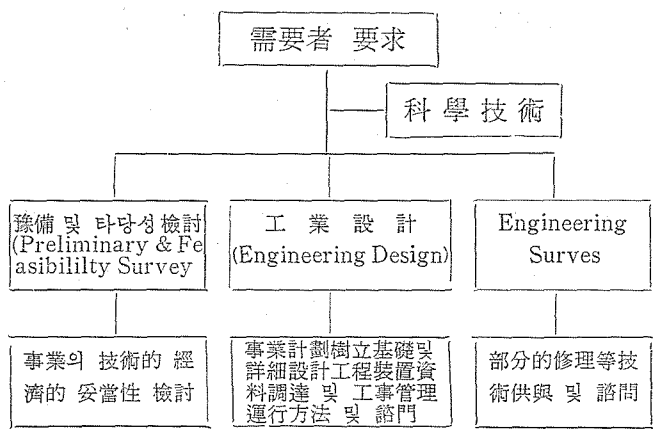 需要者 要求
科學技術
豫備 및 타당성 檢討
(Preliminary & Fe
asibililty Survey
工業設計
(Engineering Design)
Engineering
Surves
事業의 技術的 經
濟的 妥當性 檢討
事業計劃樹立基礎및
詳細設計工程裝置資
料調達 및 工事管理
運行方法 및 諮門
部分的修理等技
術供與 및 諮問